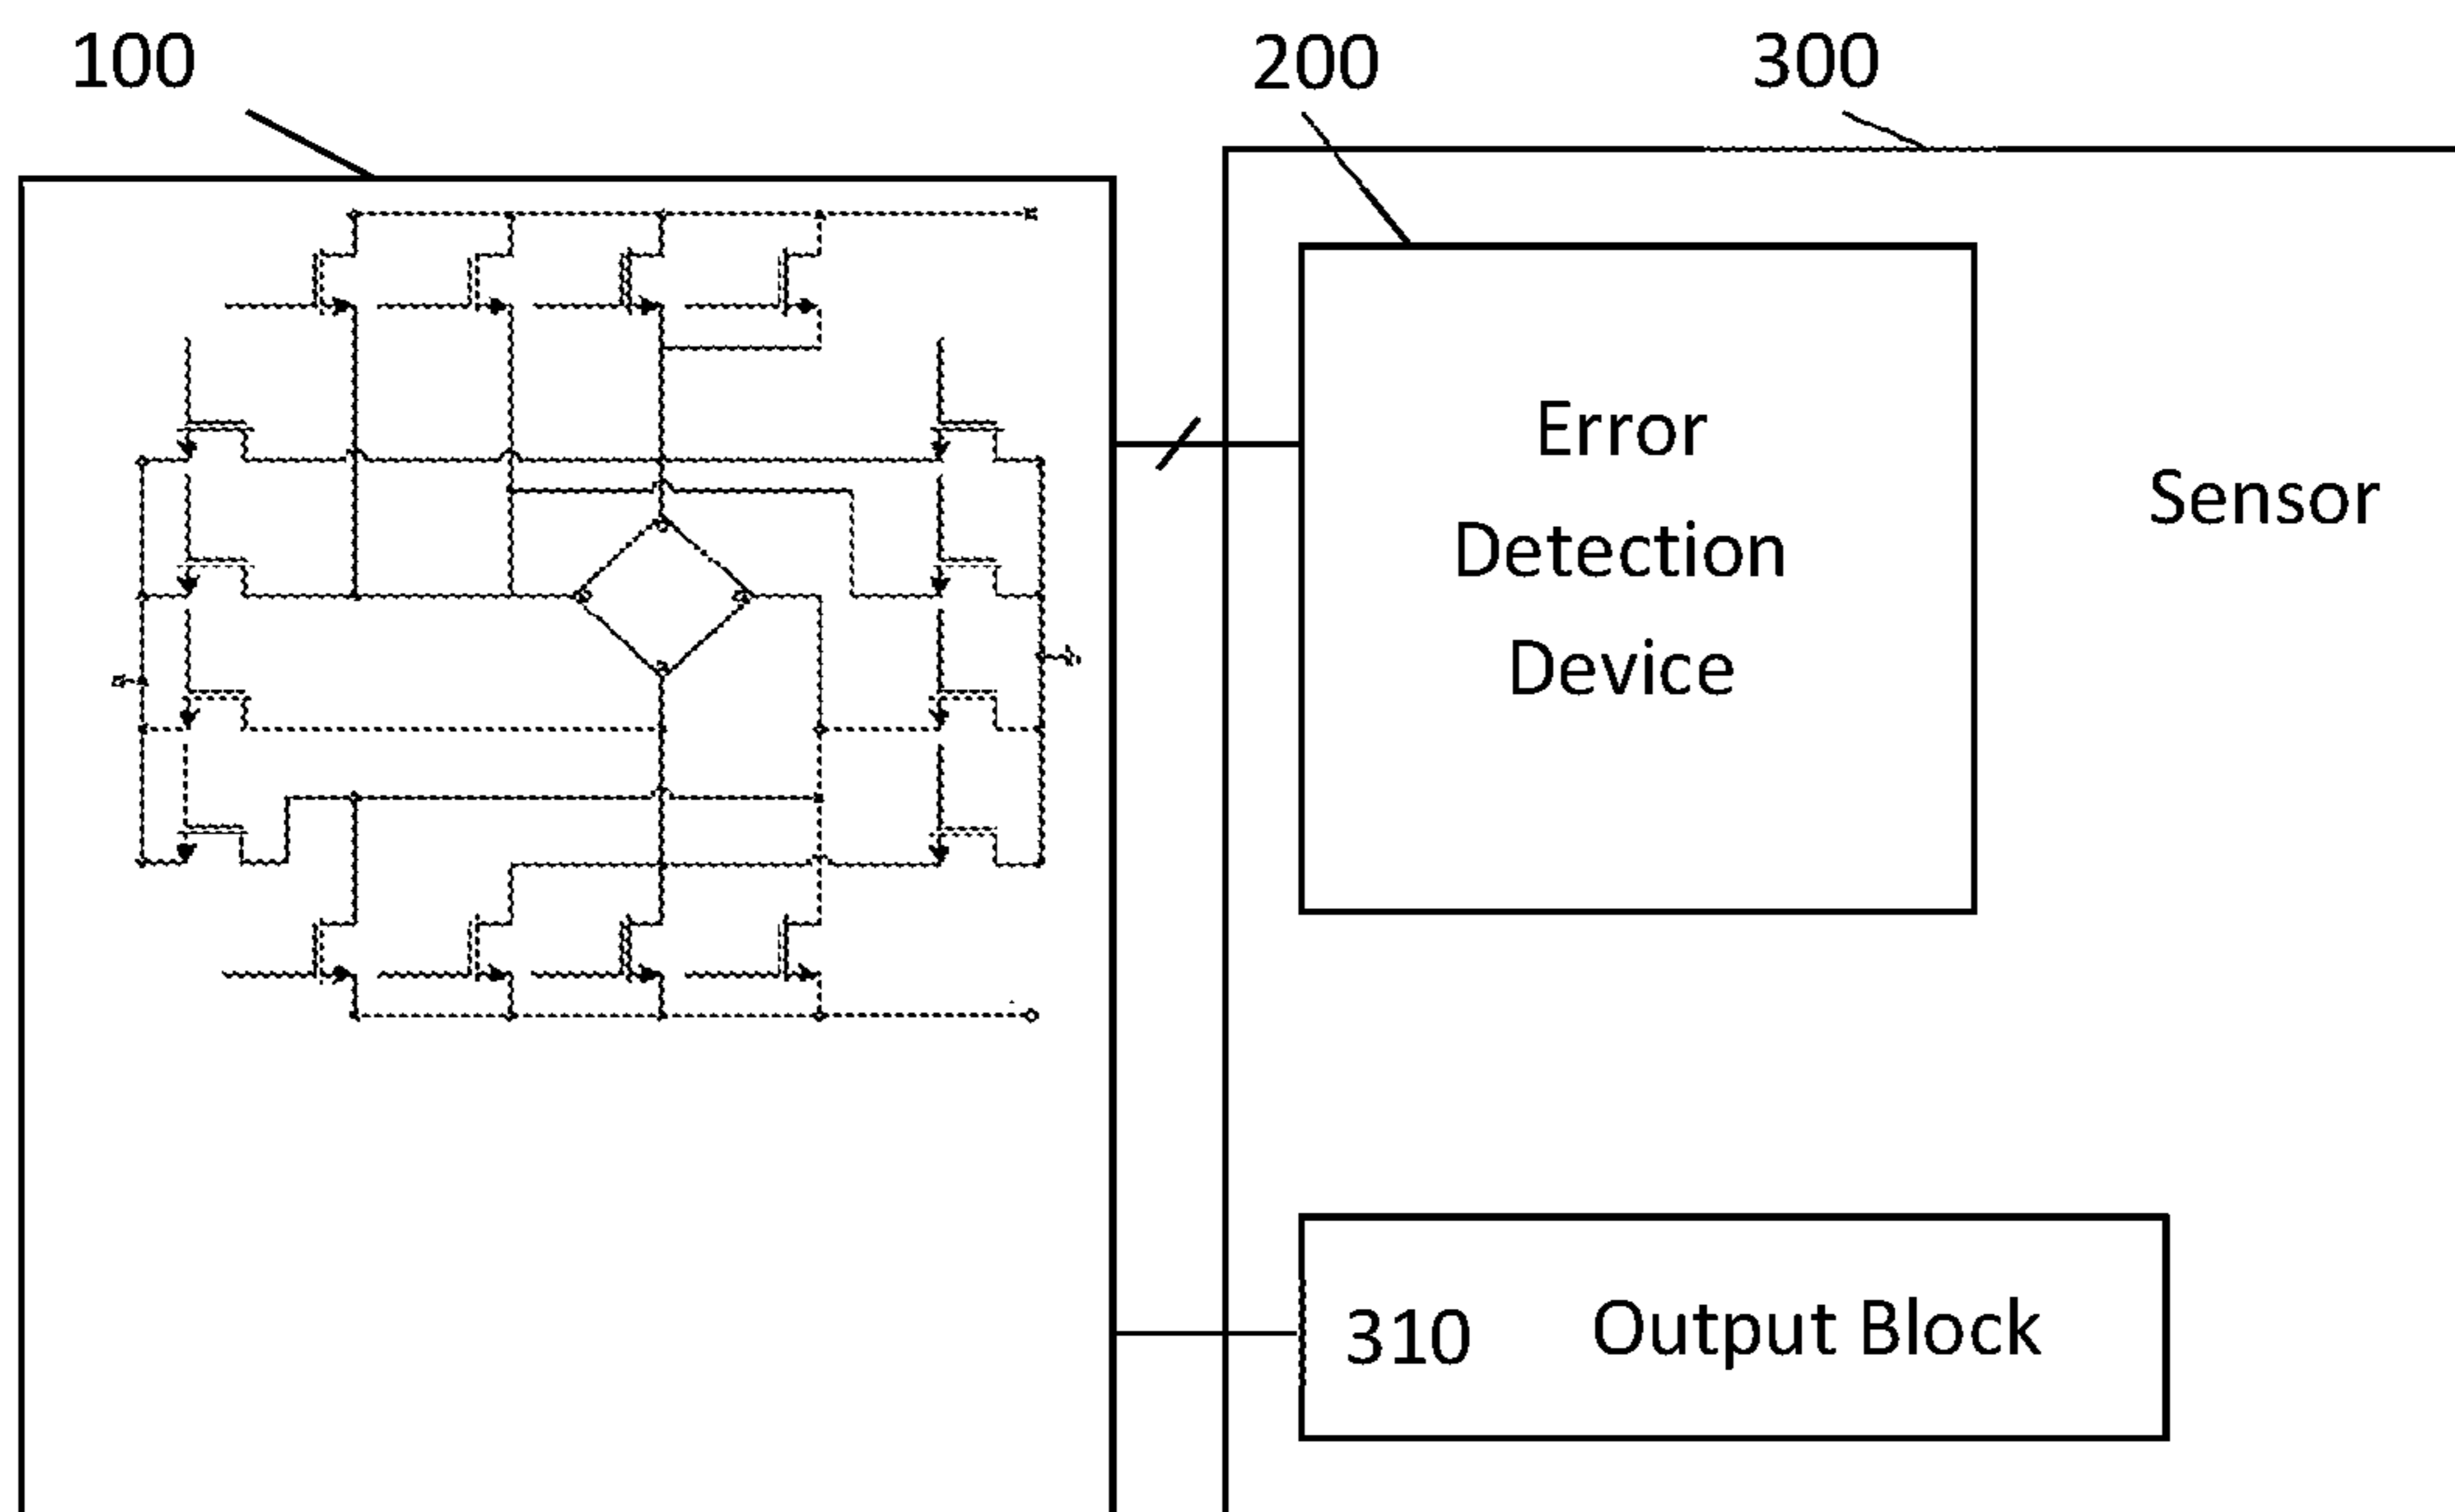 100
200
300
Error
Detection
Device
Sensor
310 Output Block